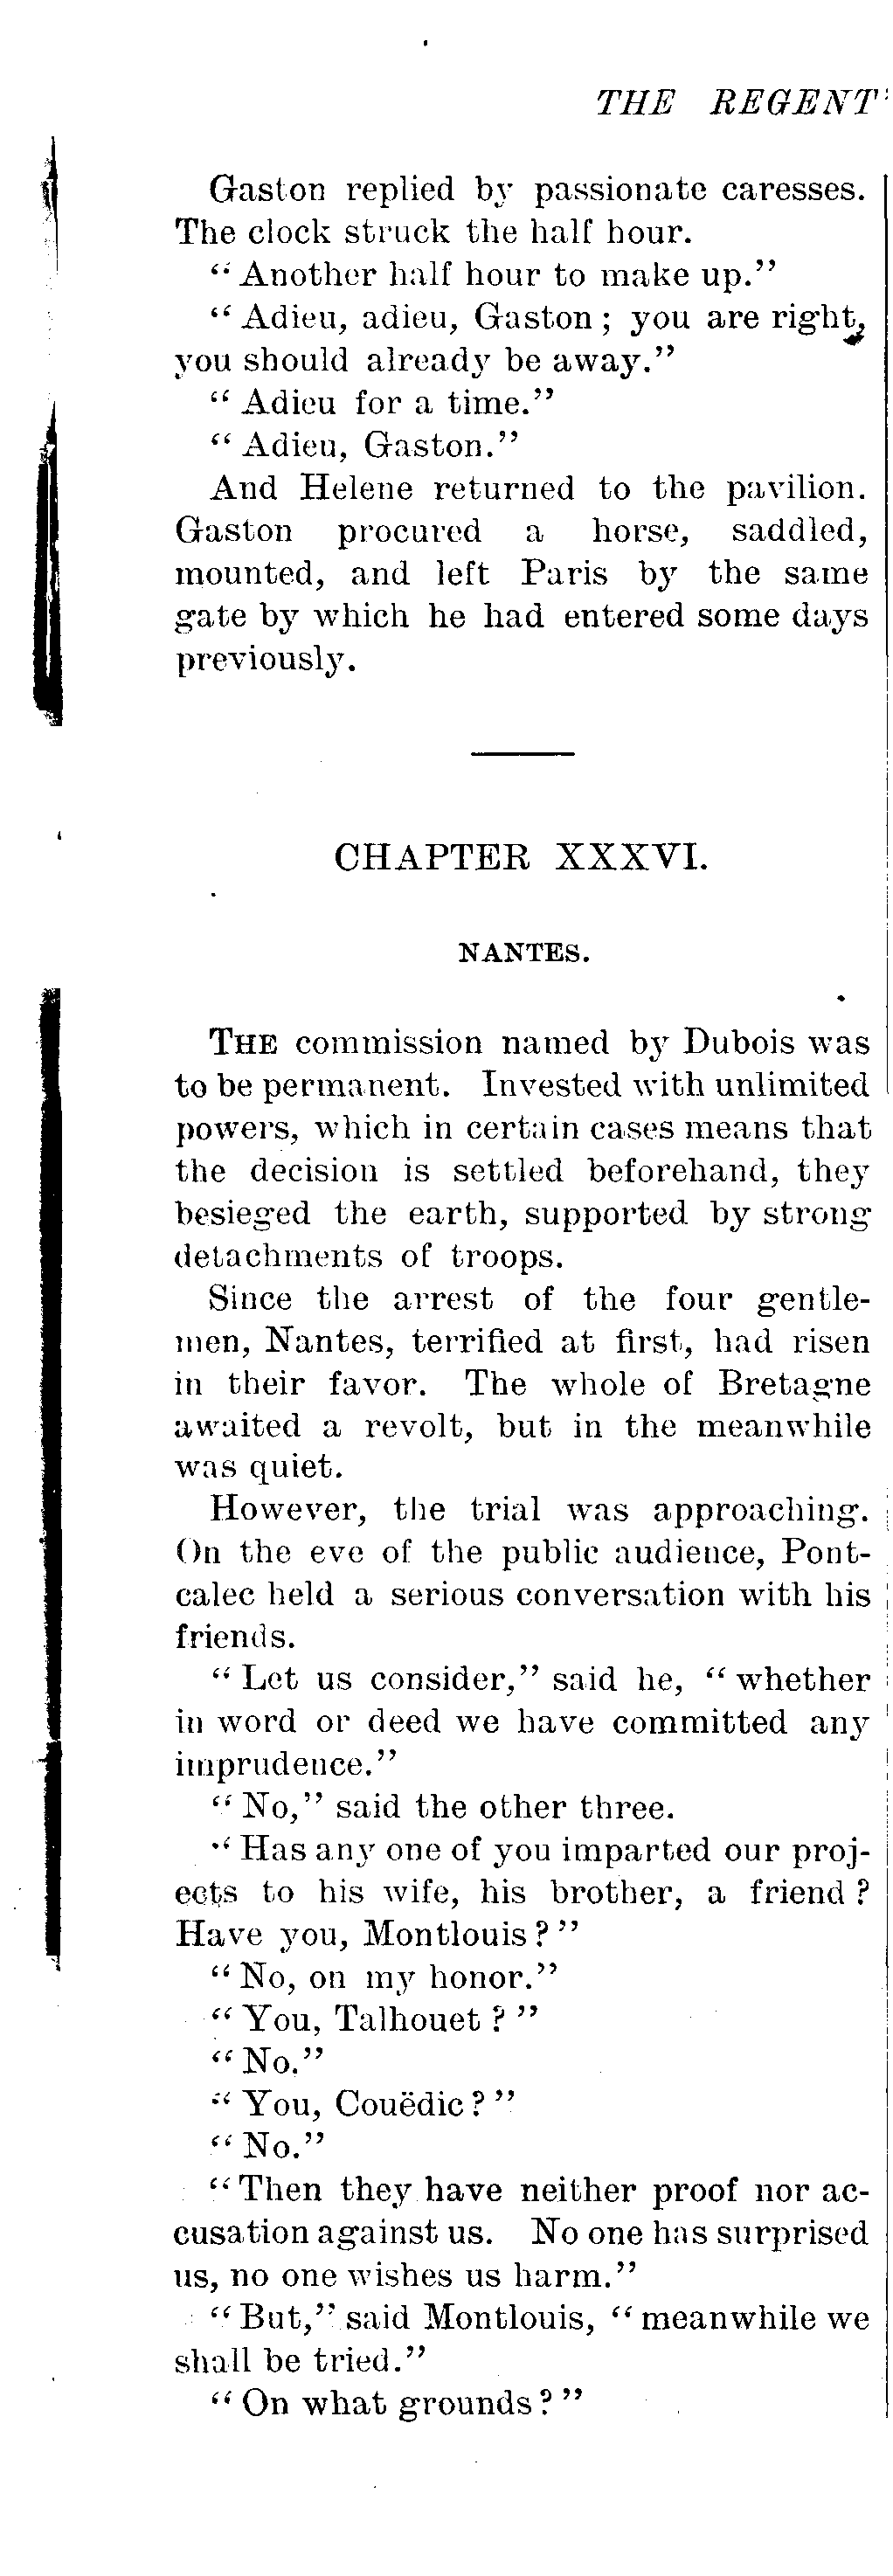 THE REGENT'
Gaston replied by passionate caresses.
The clock struck the half hour.
“Another half hour to make up.”
“Adieu, adieu, Gaston; you are right,
you should already be away.”
“Adieu for a time.”
“Adieu, Gaston.”
And Helene returned to the pavilion.
Gaston procured a horse, saddled,
mounted, and left Paris by the same
gate by which he had entered some days
previously.
CHAPTER XXXVI.
NANTES.
THE commission named by Dubois was
to be permanent. Invested with unlimited
powers, which in certain cases means that
the decision is settled beforehand, they
besieged the earth, supported by strong
detachments of troops.
Since the arrest of the four gentle-
men, Nantes, terrified at first, had risen
in their favor. The whole of Bretagne
awaited a revolt, but in the meanwhile
was quiet.
However, the trial was approaching.
On the eve of the public audience, Pont-
calec held a serious conversation with his
friends.
“Let us consider,” said he, “whether
in word or deed we have committed any
imprudence.”
“No,” said the other three.
“Has any one of you imparted our proj-
ects to his wife, his brother, a friend?
Have you, Montlouis?”
“No, on my honor.”
“You, Talhouet?”
“No.”
“You, Couëdic?”
“No.”
“Then they have neither proof nor ac-
cusation against us. No one has surprised
us, no one wishes us harm.”
“But,” said Montlouis, “meanwhile we
shall be tried.”
“On what grounds?”